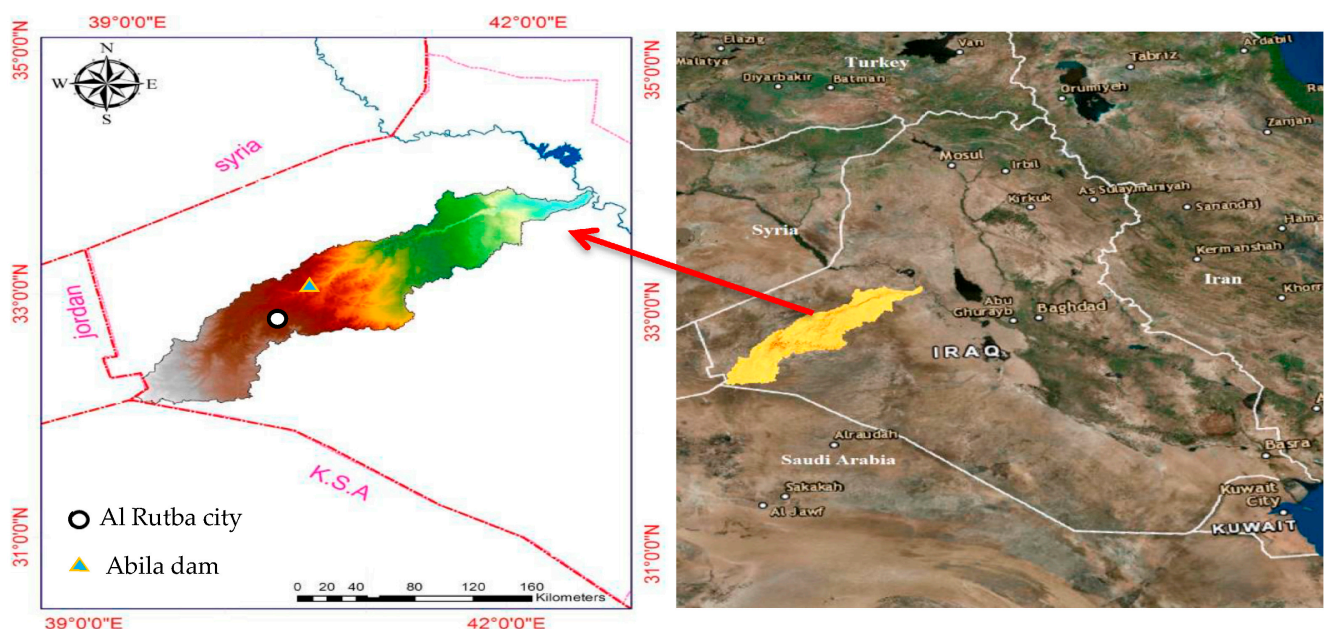 39°0'0"E
42°0'0"E
35°0'0"N
35°0'0"N
N
W
E
S
syria
jordan
33°0'0"N
33°0'0"N
K.S.A
Al Rutba city
Abila dam
31°0'0"N
31°0'0"N
0 20 40 80 120 160
Kilometers
39°0'0"E
42°0'0"E
Elazig
Van
Ardabil
Malatya
Turkey
Tabriz
Diyarbakir
Batman
Orumiyeh
Zanjan
Mosul
Irbil
Kirkuk
As Sulaymaniyah
Sanandaj
Syria
Hama
Kermanshah
Iran
Khorr
Abu
Ghurayb
Baghdad
IRAQ
Alraudah
Saudi Arabia
Basra
Sakakah
Al Jawf
Kuwait
City
KUWAIT